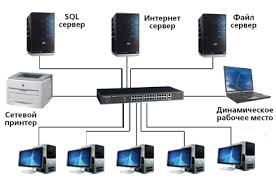 SQL
сервер
Интернет
сервер
Файл
сервер
Сетевой
принтер
Динамическое
рабочее место